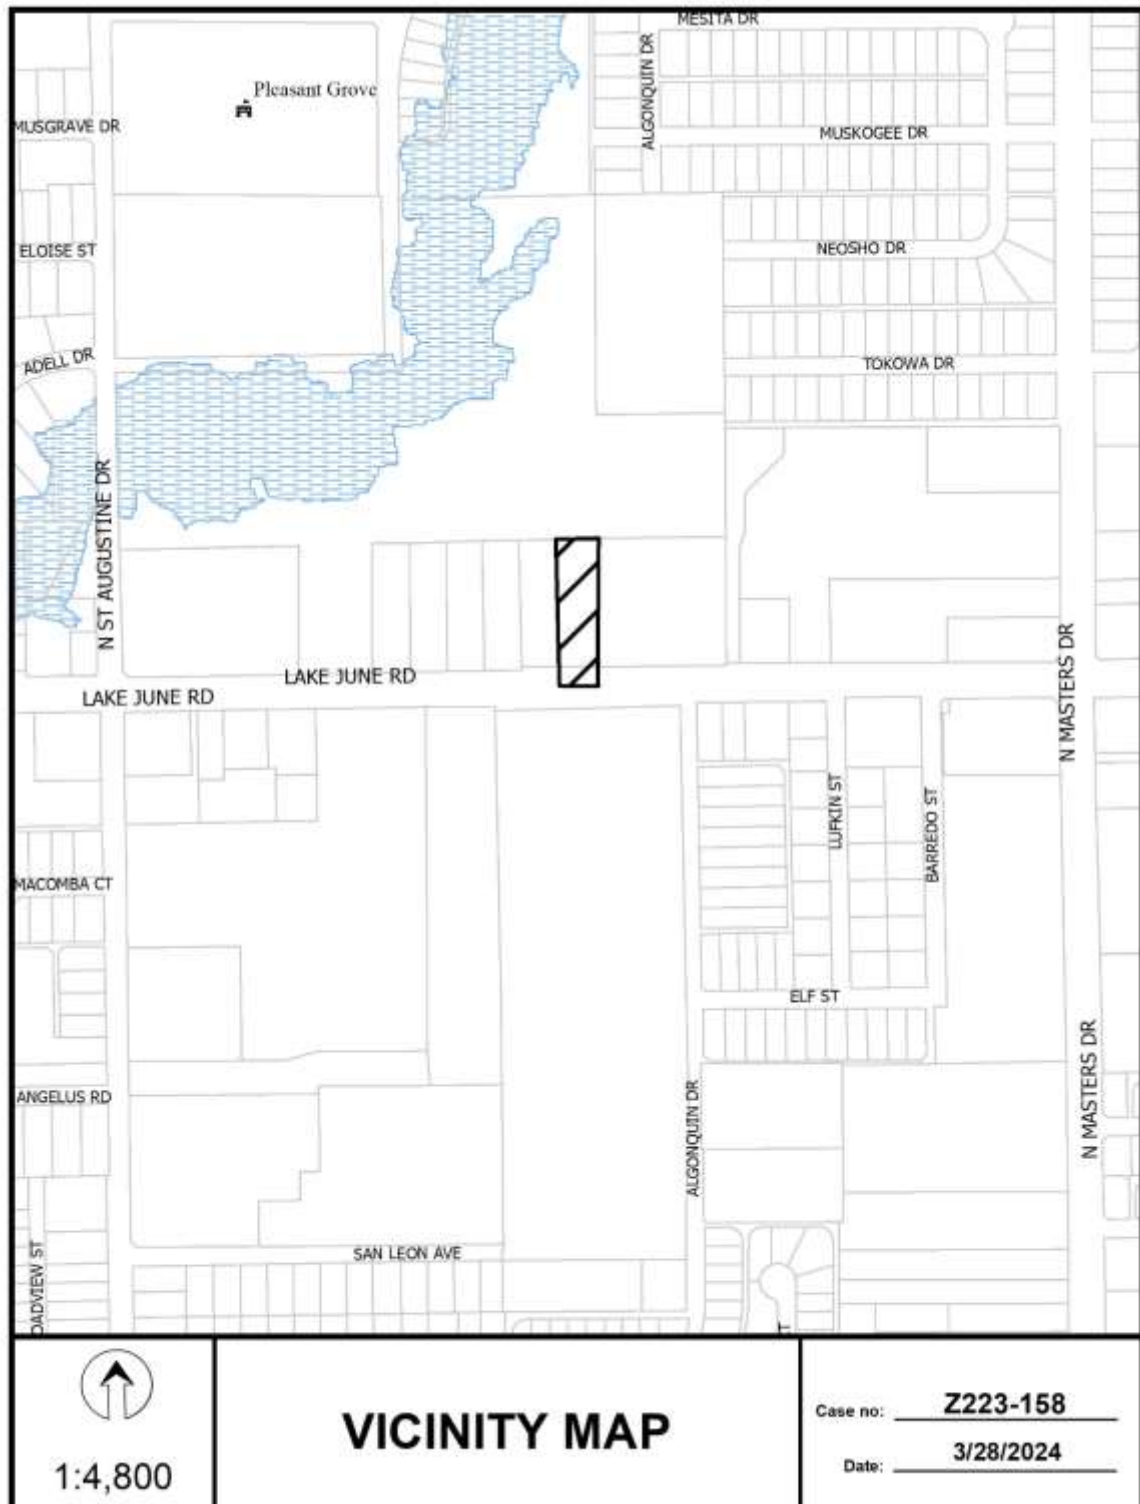 MESITA DR
ALGONQUIN DR
Pleasant Grove
MUSGRAVE DR
MUSKOGEE DR
ELOISE ST
NEOSHO DR
ADELL DR
TOKOWA DR
N ST AUGUSTINE DR
LAKE JUNE RD
LAKE JUNE RD
N MASTERS DR
LUFKIN ST
BARREDO ST
MACOMBA CT
ELF ST
ANGELUS RD
ALGONQUIN DR
N MASTERS DR
SAN LEON AVE
OADVIEW ST
T
1:4,800
VICINITY MAP
Case no: Z223-158
Date: 3/28/2024